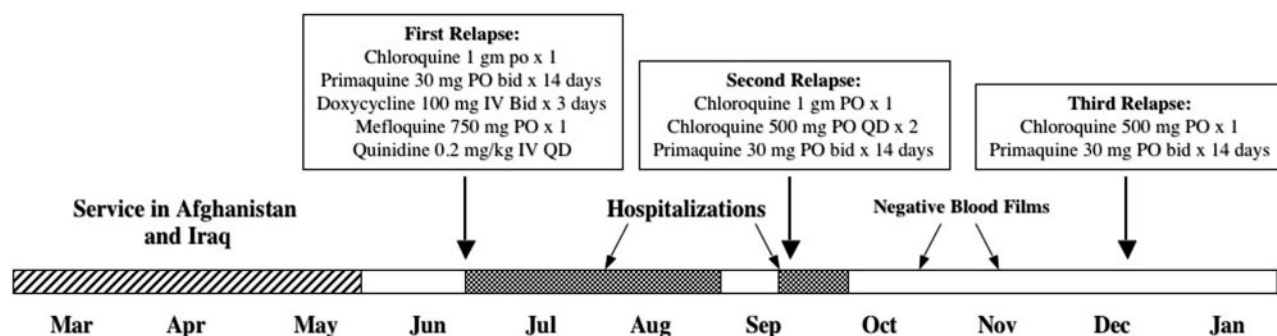 First Relapse:
Chloroquine 1 gm po x 1
Primaquine 30 mg PO bid x 14 days
Doxycycline 100 mg IV Bid x 3 days
Mefloquine 750 mg PO x 1
Quinidine 0.2 mg/kg IV QD
Second Relapse:
Chloroquine 1 gm PO x 1
Chloroquine 500 mg PO QD x 2
Primaquine 30 mg PO bid x 14 days
Third Relapse:
Chloroquine 500 mg PO x 1
Primaquine 30 mg PO bid x 14 days
Service in Afghanistan
and Iraq
Hospitalizations
Negative Blood Films
Mar Apr May Jun Jul Aug Sep Oct Nov Dec Jan